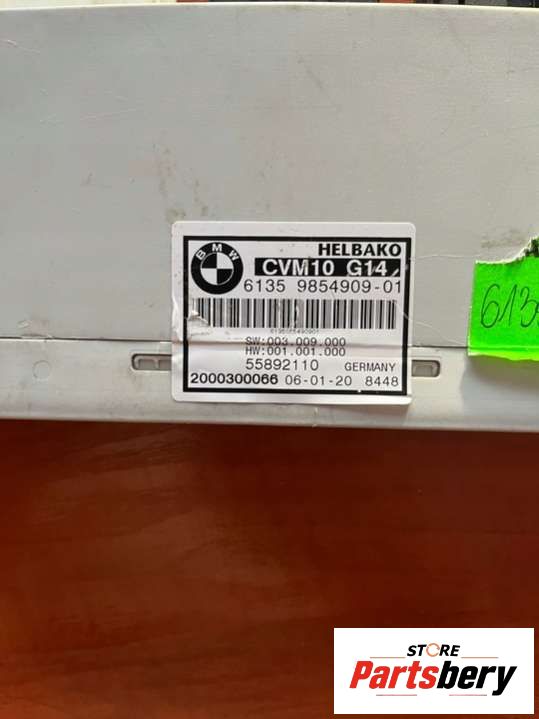 BMW
HELBAKO
CVM10 G14
6135 9854909-01
SW:003.009.000
HW:001.001.000
55892110 GERMANY
2000300066 06-01-20 8448
STORE
Partsbery